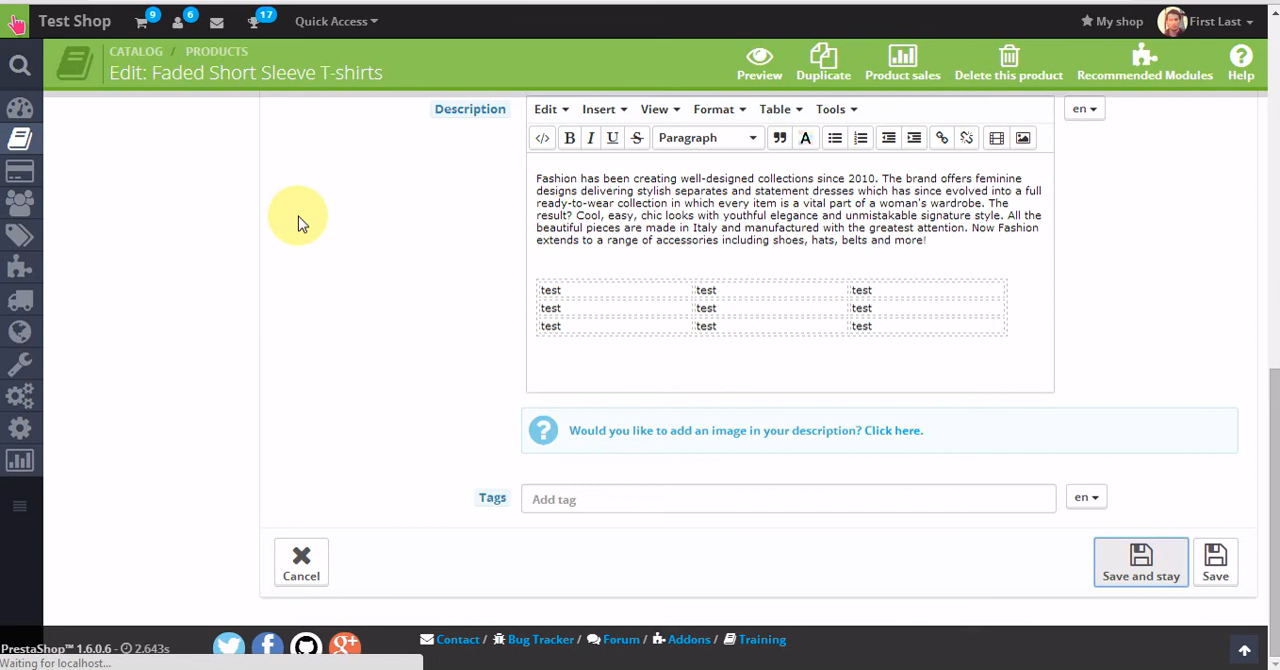 Test Shop 9 6 17 Quick Access My shop First Last
CATALOG / PRODUCTS
Edit: Faded Short Sleeve T-shirts
Preview Duplicate Product sales Delete this product Recommended Modules Help
Description Edit Insert View Format Table Tools en
</> B I U S Paragraph A
Fashion has been creating well-designed collections since 2010. The brand offers feminine
designs delivering stylish separates and statement dresses which has since evolved into a full
ready-to-wear collection in which every item is a vital part of a woman's wardrobe. The
result? Cool, easy, chic looks with youthful elegance and unmistakable signature style. All the
beautiful pieces are made in Italy and manufactured with the greatest attention. Now Fashion
extends to a range of accessories including shoes, hats, belts and more!
test test test
test test test
test test test
? Would you like to add an image in your description? Click here.
Tags Add tag en
Cancel Save and stay Save
Contact / Bug Tracker / Forum / Addons / Training
PrestaShop™ 1.6.0.6 - 2.643s
Waiting for localhost...